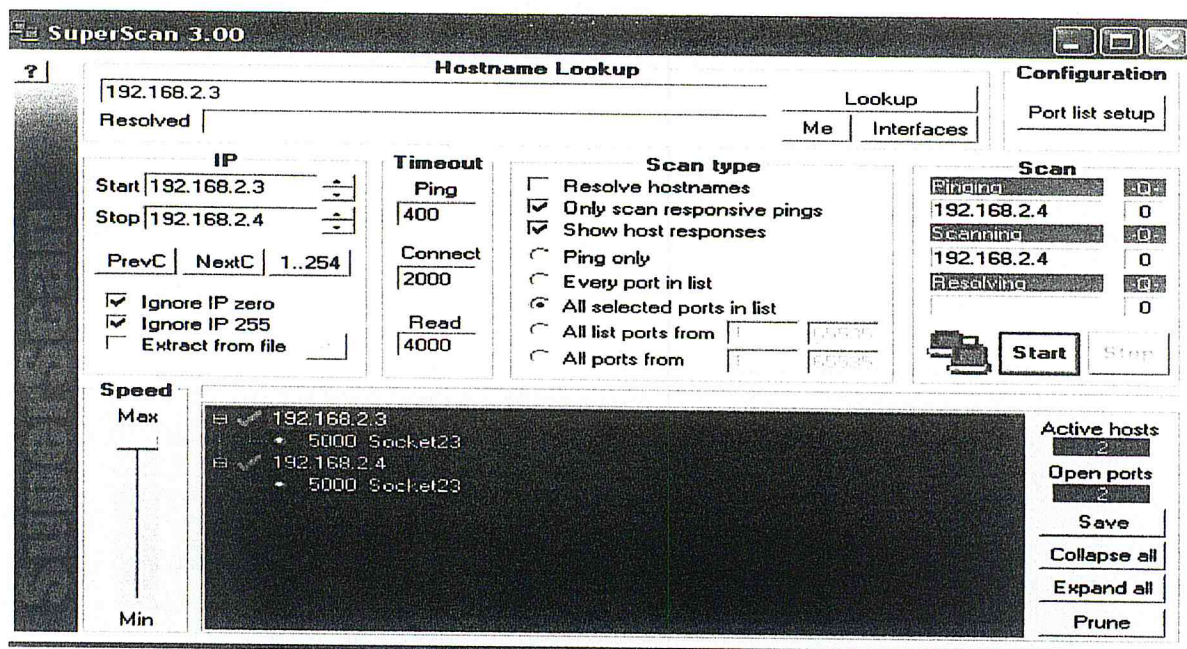 SuperScan 3.00
?
Hostname Lookup
192.168.2.3
Lookup
Resolved
Me
Interfaces
Configuration
Port list setup
IP
Start 192.168.2.3
Stop 192.168.2.4
PrevC
NextC
1..254
Ignore IP zero
Ignore IP 255
Extract from file
Timeout
Ping
400
Connect
2000
Read
4000
Scan type
Resolve hostnames
Only scan responsive pings
Show host responses
Ping only
Every port in list
All selected ports in list
All list ports from 1 65535
All ports from 1 65535
Scan
Pinging
192.168.2.4 0
Scanning
192.168.2.4 0
Resolving
0
Start
Stop
Speed
Max
Min
192.168.2.3
5000 Socket23
192.168.2.4
5000 Socket23
Active hosts
2
Open ports
2
Save
Collapse all
Expand all
Prune
SuperScan